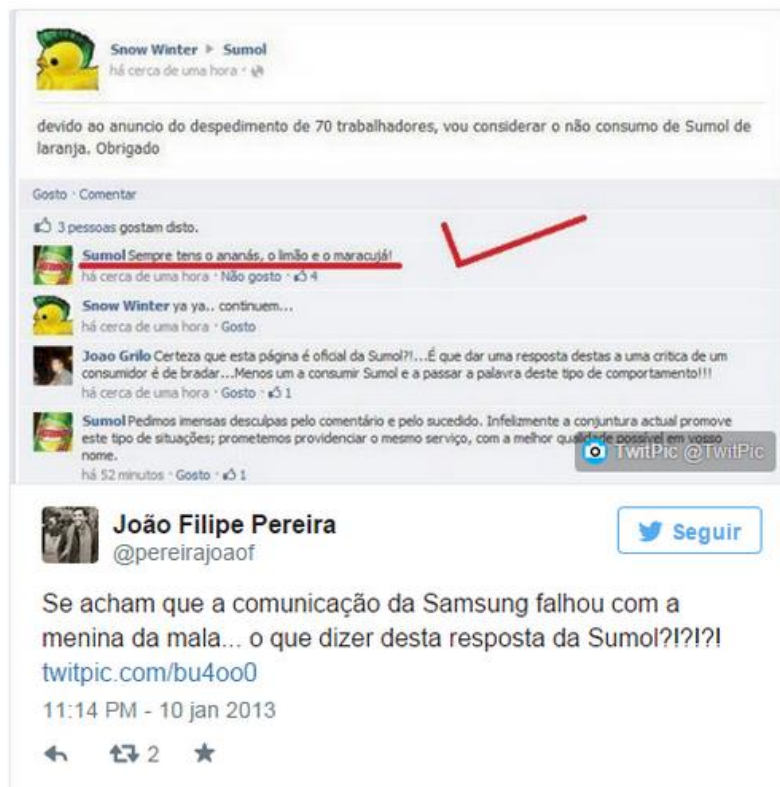 Snow Winter ▸ Sumol
há cerca de uma hora ·
devido ao anuncio do despedimento de 70 trabalhadores, vou considerar o não consumo de Sumol de
laranja. Obrigado
Gosto · Comentar
3 pessoas gostam disto.
Sumol Sempre tens o ananás, o limão e o maracujá!
há cerca de uma hora · Não gosto · 4
Snow Winter ya ya.. continuem...
há cerca de uma hora · Gosto
Joao Grilo Certeza que esta página é oficial da Sumol?!...É que dar uma resposta destas a uma critica de um
consumidor é de bradar...Menos um a consumir Sumol e a passar a palavra deste tipo de comportamento!!!
há cerca de uma hora · Gosto · 1
Sumol Pedimos imensas desculpas pelo comentário e pelo sucedido. Infelizmente a conjuntura actual promove
este tipo de situações; prometemos providenciar o mesmo serviço, com a melhor qualidade possível em vosso
nome.
há 52 minutos · Gosto · 1
TwitPic @TwitPic
João Filipe Pereira
@pereirajoaof
Seguir
Se acham que a comunicação da Samsung falhou com a
menina da mala... o que dizer desta resposta da Sumol?!?!?!
twitpic.com/bu4oo0
11:14 PM - 10 jan 2013
2